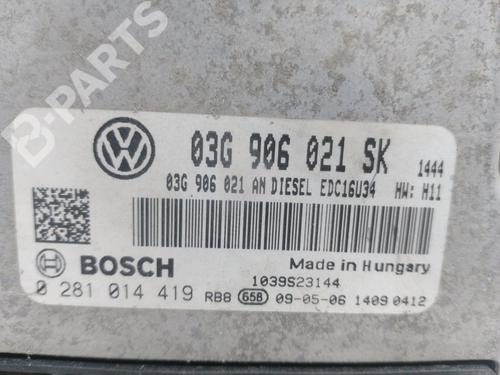 B-PARTS
03G 906 021 SK 1444
03G 906 021 AN DIESEL EDC16U34 HW: H11
BOSCH Made in Hungary
1039S23144
0 281 014 419 RB8 658 09-05-06 1409 0412